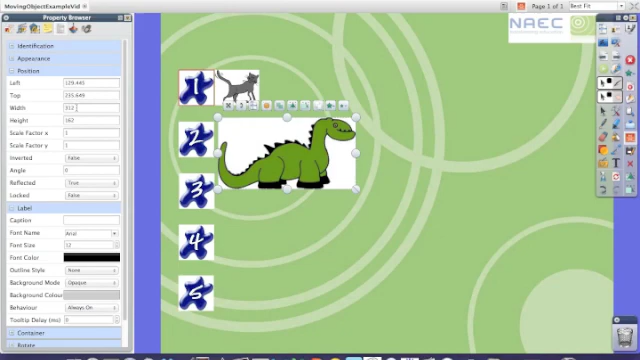 MovingObjectExampleVid
Page 1 of 1
Best Fit
Property Browser
NAEC
Identification
Appearance
Position
Left 129.445
Top 235.649
Width 312
Height 162
Scale Factor x 1
Scale Factor y 1
Inverted False
Angle 0
Reflected True
Locked False
Label
Caption
Font Name Arial
Font Size 12
Font Color
Outline Style None
Background Mode Opaque
Background Colour
Behaviour Always On
Tooltip Delay (ms) 0
Container
Rotate
1
2
3
4
5